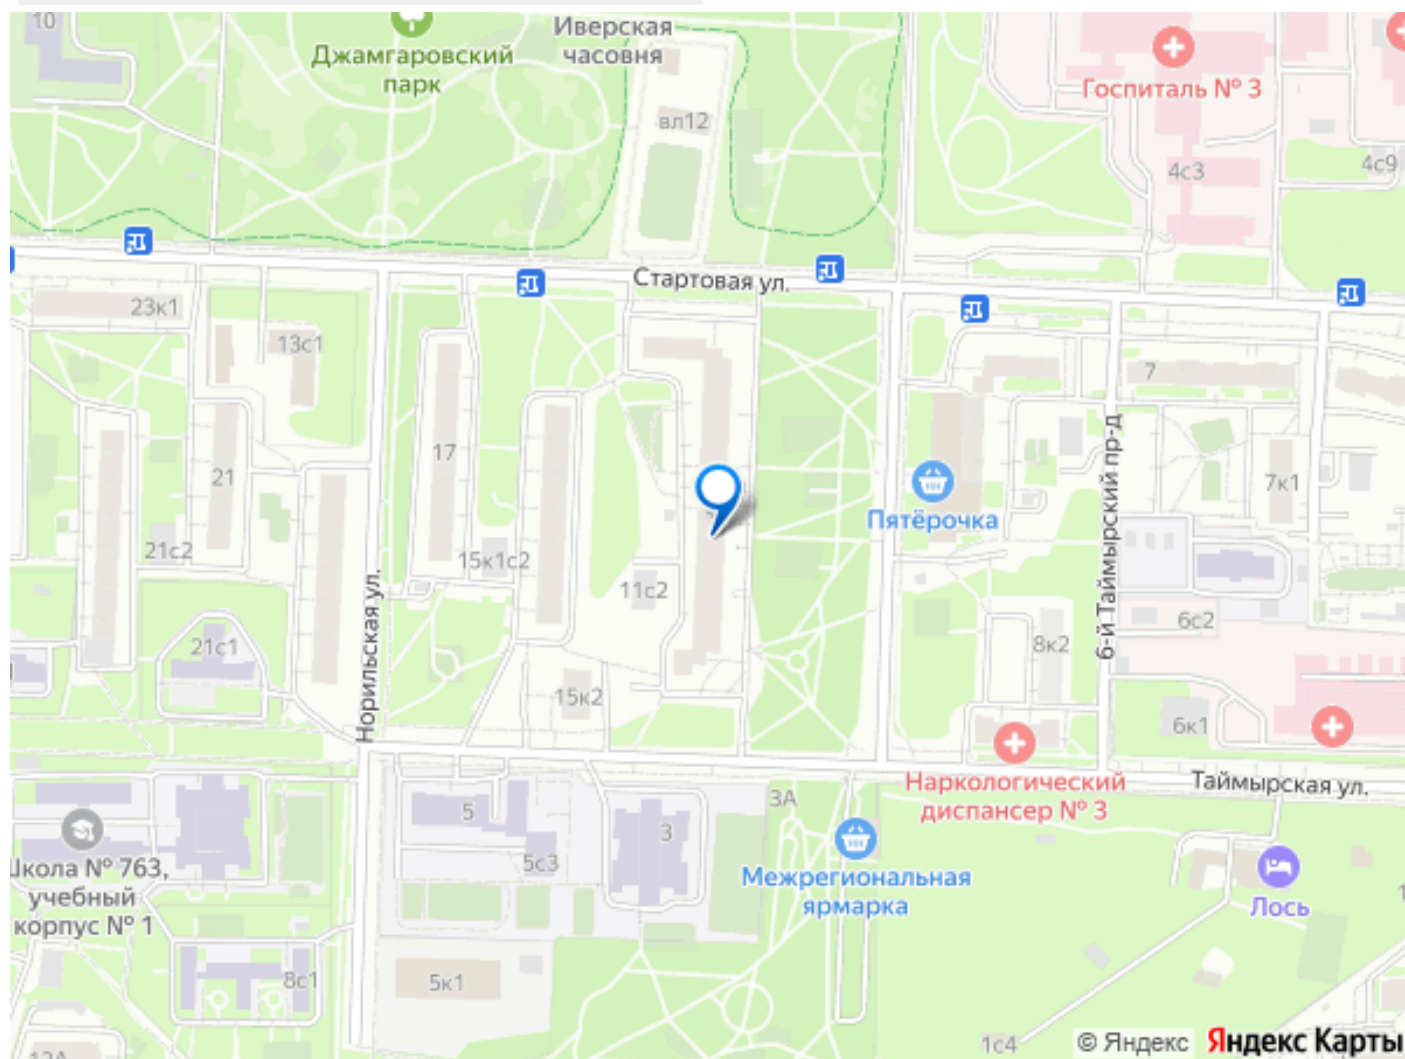 10
Джамгаровский
парк
Иверская
часовня
вл12
Госпиталь № 3
4с3
4с9
Стартовая ул.
23к1
13с1
7
17
21
7к1
Пятёрочка
6-й Таймырский пр-д
21с2
15к1с2
11с2
Норильская ул.
6с2
21с1
8к2
15к2
6к1
Наркологический
диспансер № 3
Таймырская ул.
3А
5
3
5с3
Школа № 763,
учебный
корпус № 1
Межрегиональная
ярмарка
Лось
8с1
5к1
1с4
12А
© Яндекс Яндекс Карты